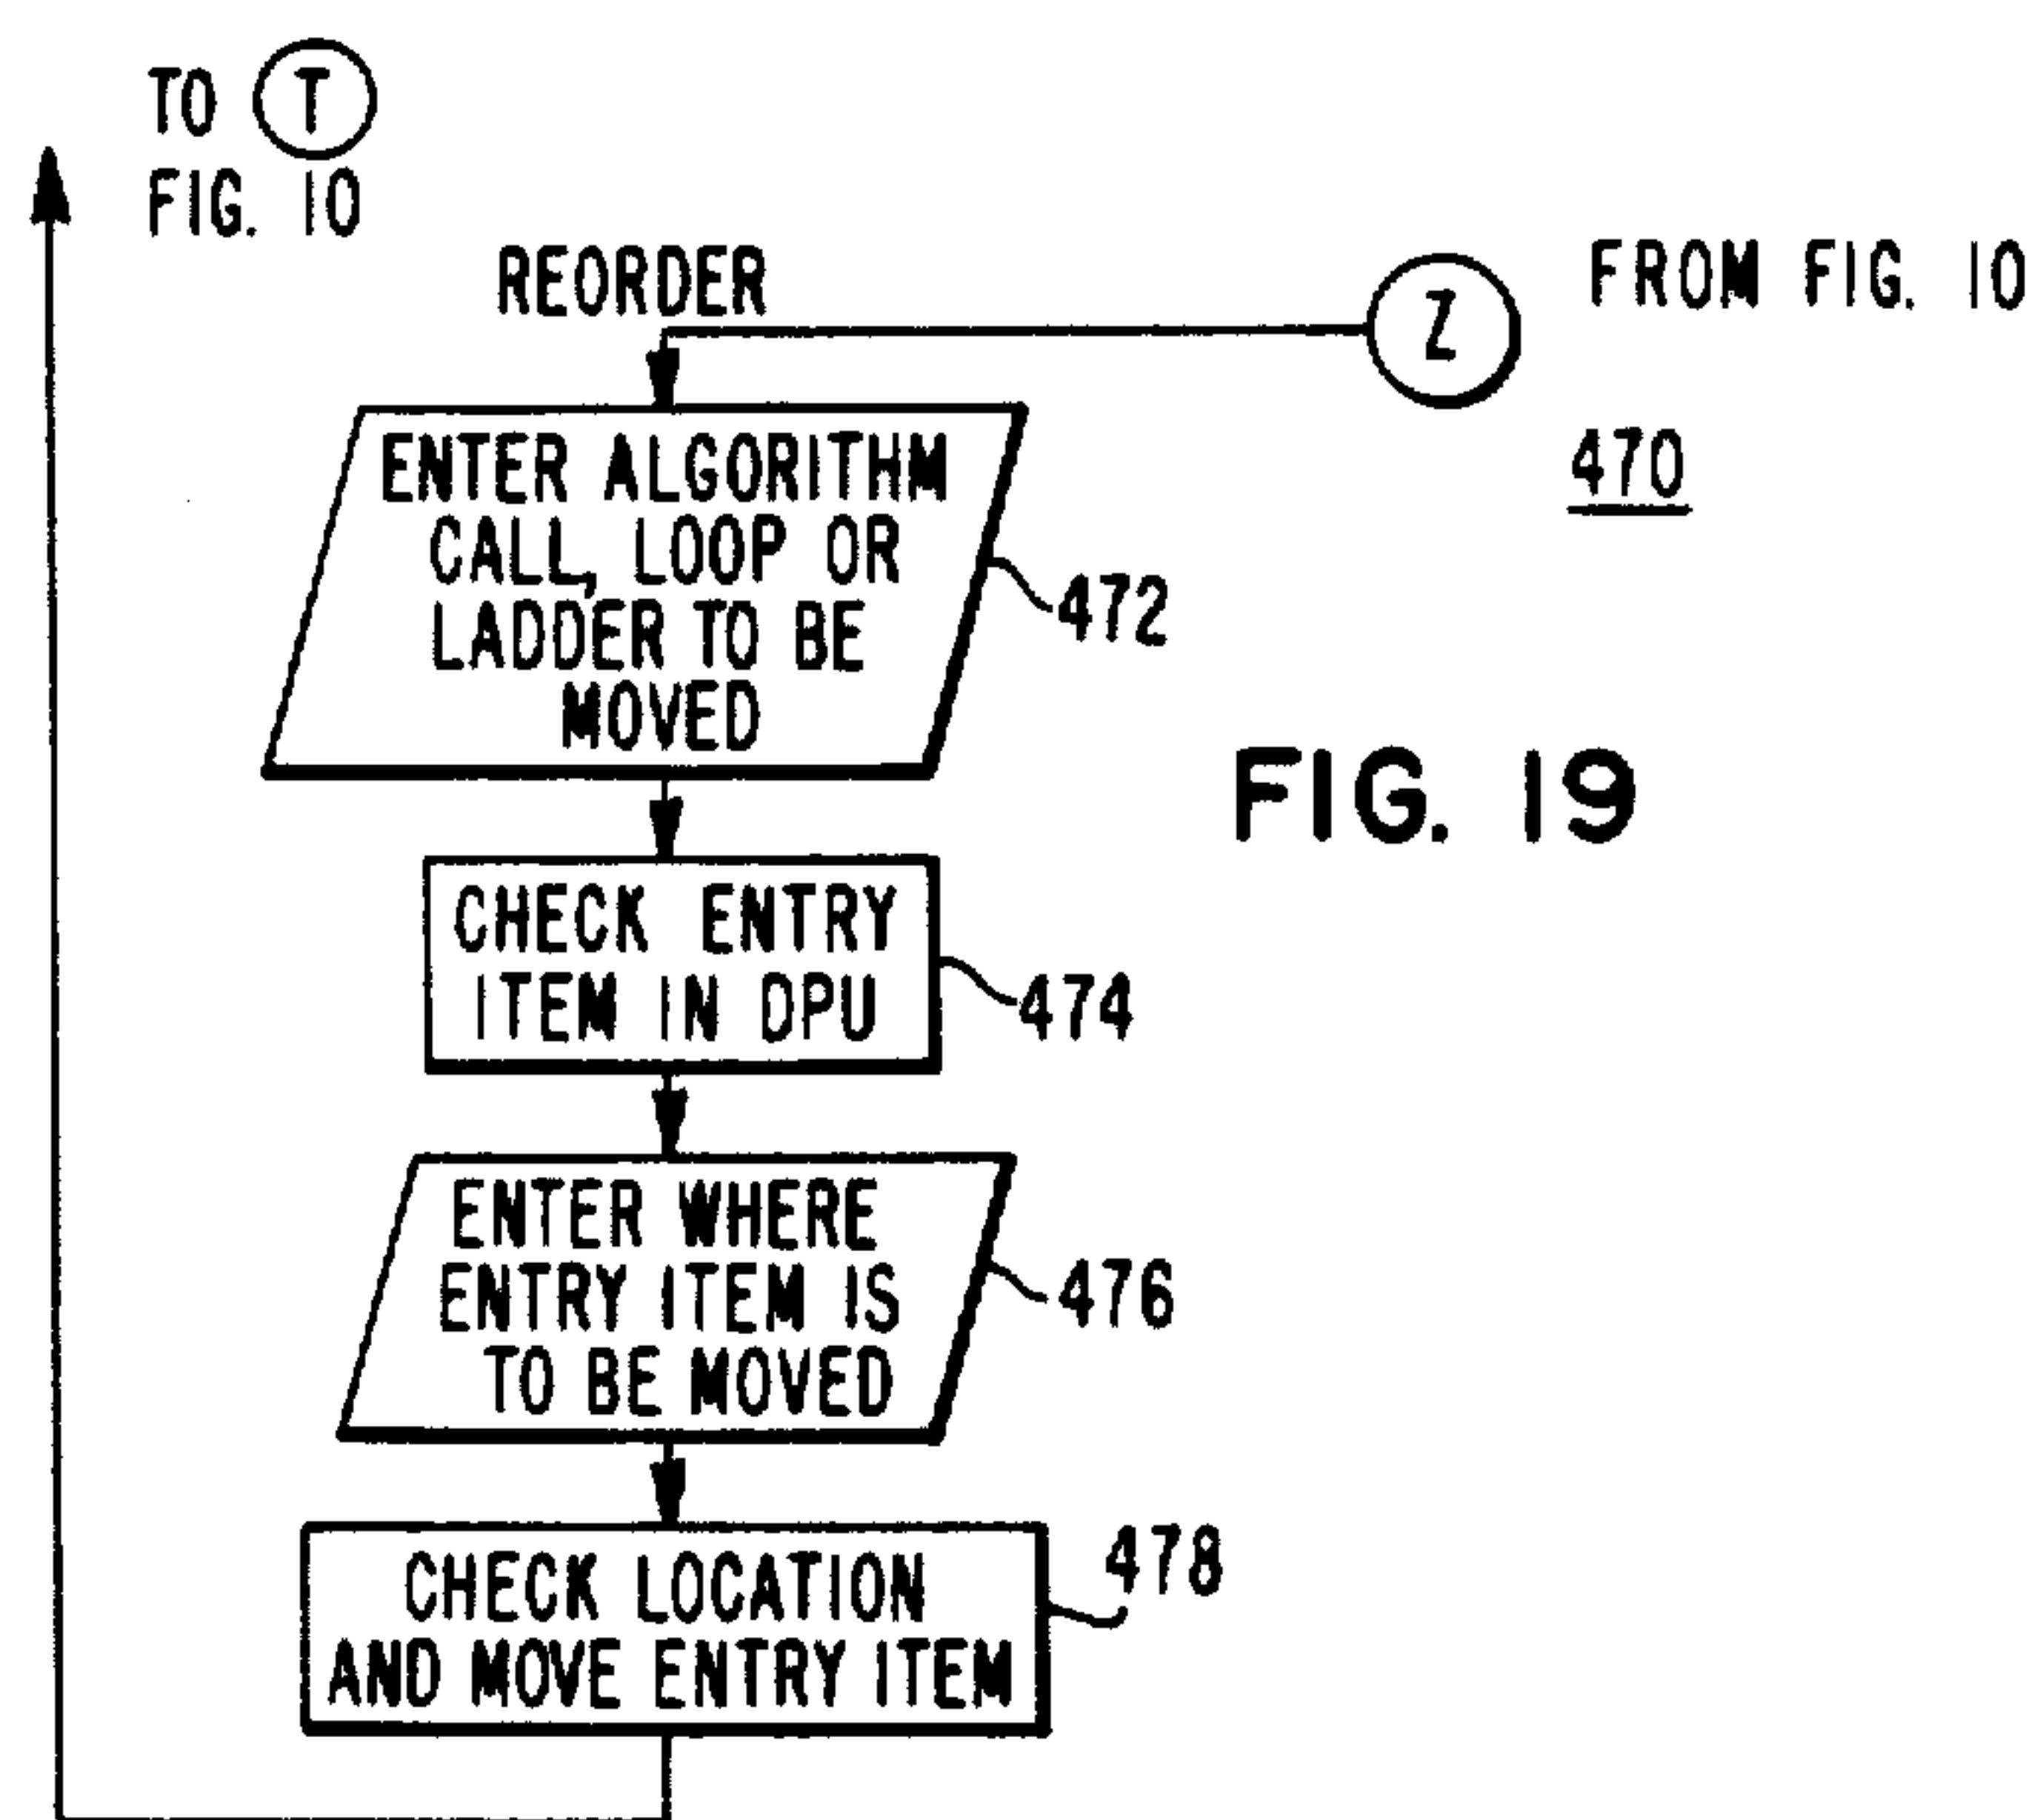 TO T
FIG. 10
REORDER
Z FROM FIG. 10
470
ENTER ALGORITHM
CALL, LOOP OR
LADDER TO BE
MOVED
472
FIG. 19
CHECK ENTRY
ITEM IN DPU
474
ENTER WHERE
ENTRY ITEM IS
TO BE MOVED
476
CHECK LOCATION
AND MOVE ENTRY ITEM
478